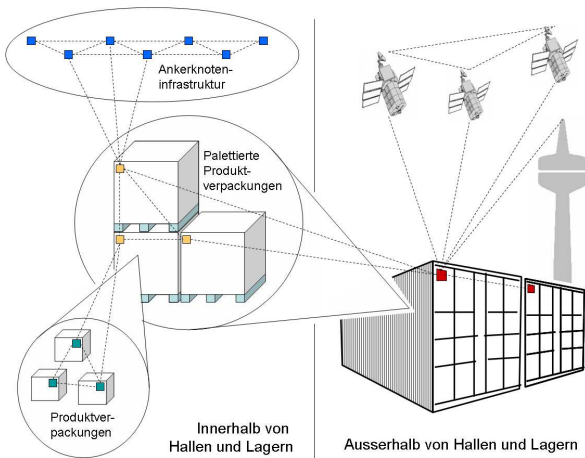 Ankerknoten-
infrastruktur
Palettierte
Produkt-
verpackungen
Produktver-
packungen
Innerhalb von
Hallen und Lagern
Ausserhalb von Hallen und Lagern